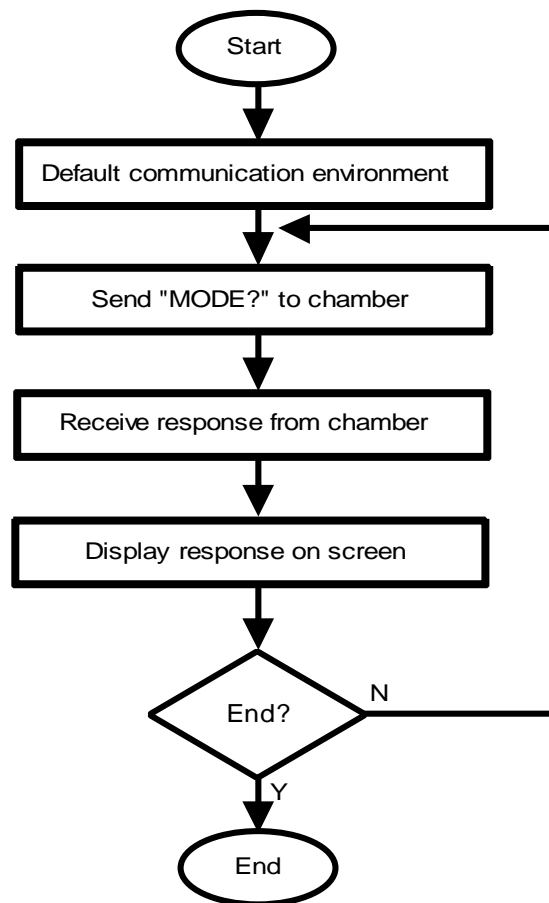 Start
Default communication environment
Send "MODE?" to chamber
Receive response from chamber
Display response on screen
End?
N
Y
End